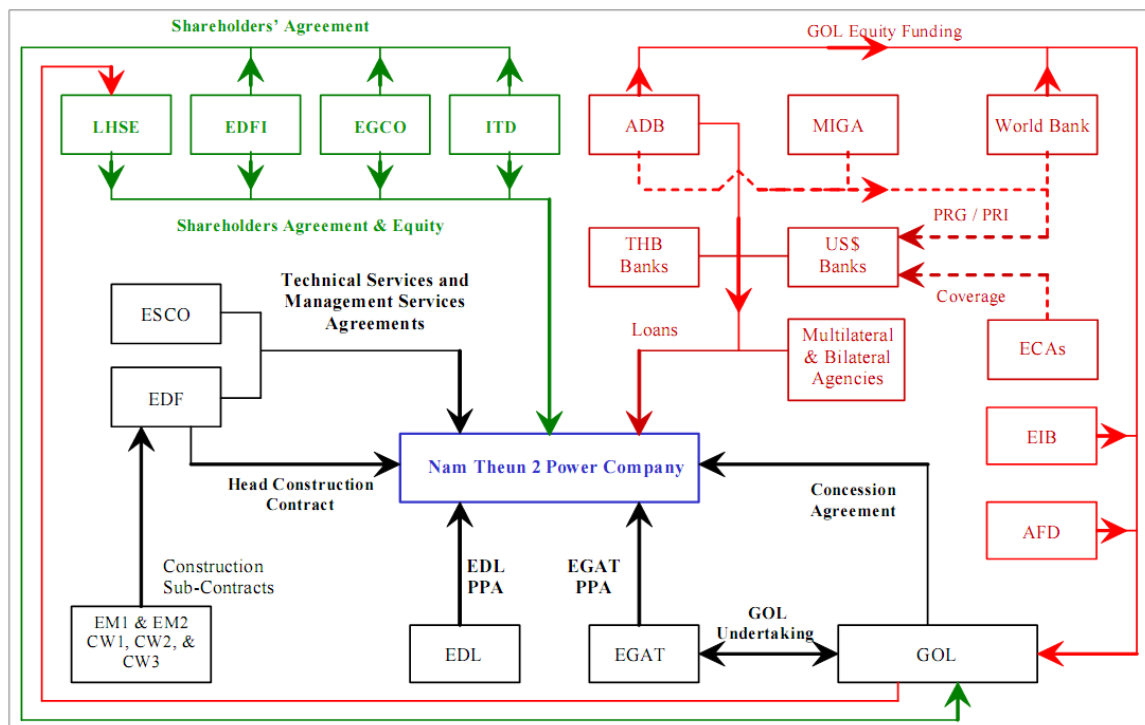 Shareholders' Agreement
GOL Equity Funding
LHSE
EDFI
EGCO
ITD
ADB
MIGA
World Bank
Shareholders Agreement & Equity
PRG / PRI
THB
Banks
US$
Banks
Technical Services and
Management Services
Agreements
Coverage
ESCO
Loans
Multilateral
& Bilateral
Agencies
ECAs
EDF
Nam Theun 2 Power Company
EIB
Head Construction
Contract
Concession
Agreement
AFD
Construction
Sub-Contracts
EDL
PPA
EGAT
PPA
EM1 & EM2
CW1, CW2, &
CW3
GOL
Undertaking
EDL
EGAT
GOL